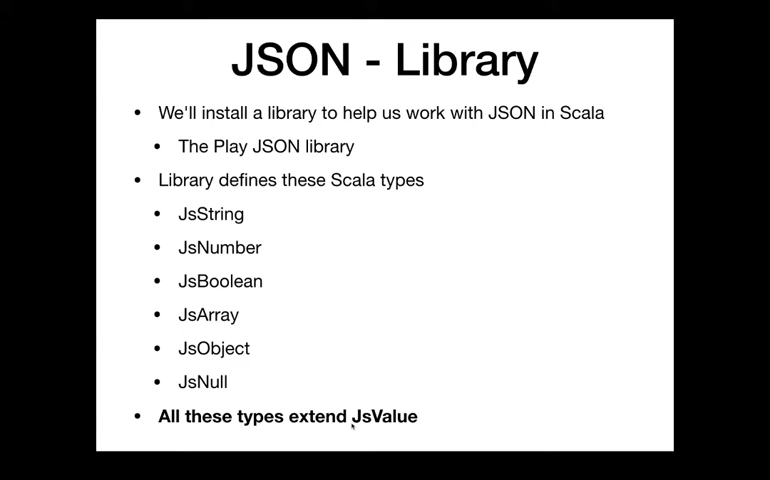 JSON - Library
• We'll install a library to help us work with JSON in Scala
• The Play JSON library
• Library defines these Scala types
• JsString
• JsNumber
• JsBoolean
• JsArray
• JsObject
• JsNull
• All these types extend JsValue